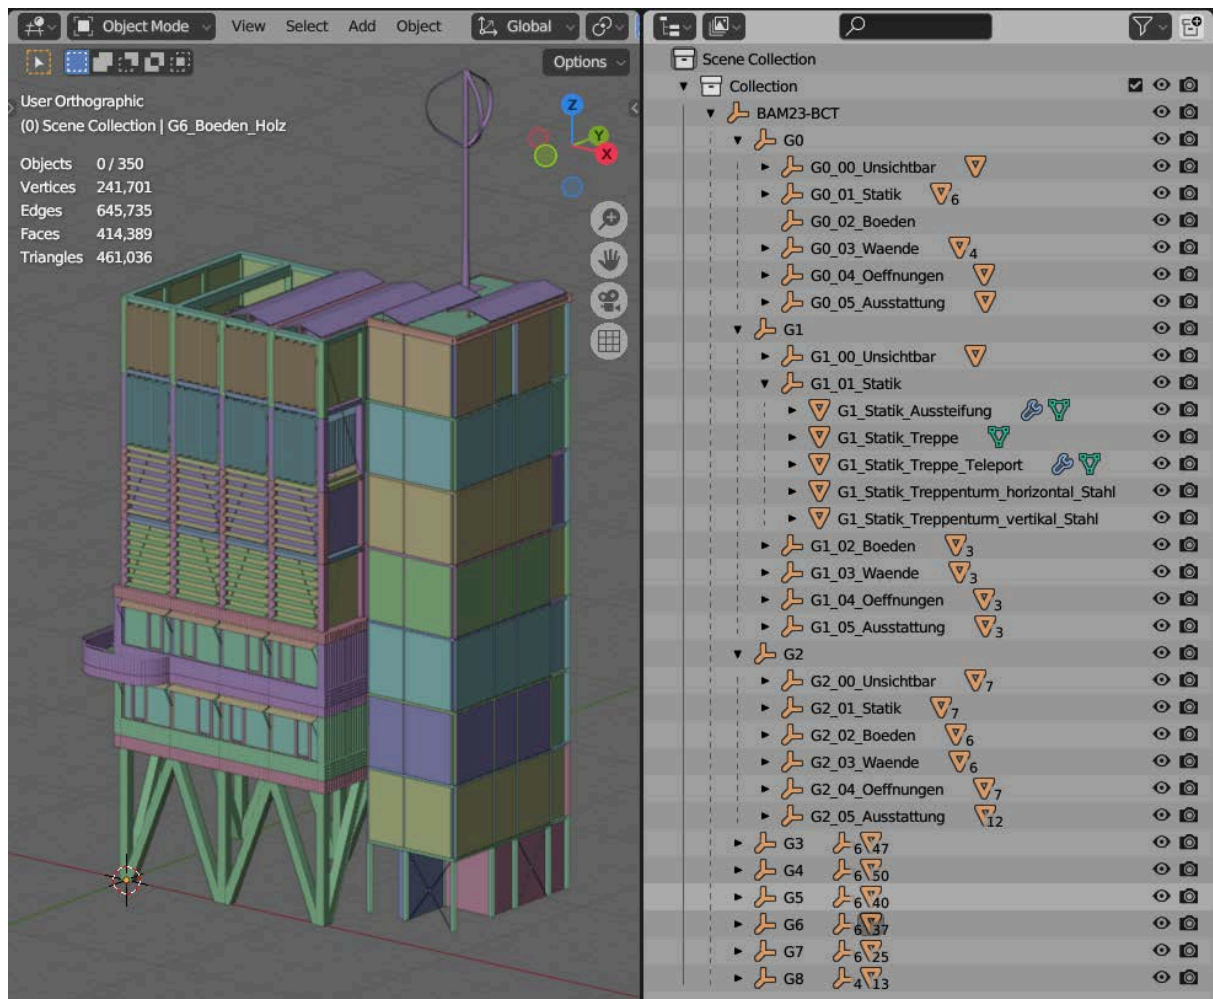 Object Mode View Select Add Object Global
Options
User Orthographic
(0) Scene Collection | G6_Boeden_Holz
Objects 0 / 350
Vertices 241,701
Edges 645,735
Faces 414,389
Triangles 461,036
Z
Y
X
Scene Collection
Collection
BAM23-BCT
G0
G0_00_Unsichtbar
G0_01_Statik 6
G0_02_Boeden
G0_03_Waende 4
G0_04_Oeffnungen
G0_05_Ausstattung
G1
G1_00_Unsichtbar
G1_01_Statik
G1_Statik_Aussteifung
G1_Statik_Treppe
G1_Statik_Treppe_Teleport
G1_Statik_Treppenturm_horizontal_Stahl
G1_Statik_Treppenturm_vertikal_Stahl
G1_02_Boeden 3
G1_03_Waende 3
G1_04_Oeffnungen 3
G1_05_Ausstattung 3
G2
G2_00_Unsichtbar 7
G2_01_Statik 7
G2_02_Boeden 6
G2_03_Waende 6
G2_04_Oeffnungen 7
G2_05_Ausstattung 12
G3 6 47
G4 6 50
G5 6 40
G6 6 37
G7 6 25
G8 4 13